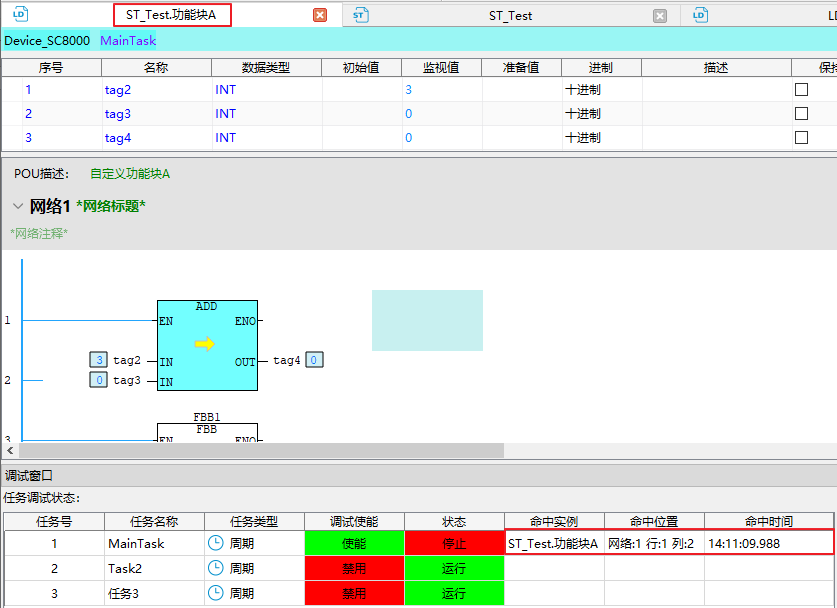 LD ST_Test.功能块A ST ST_Test LD
Device_SC8000 MainTask
序号 名称 数据类型 初始值 监视值 准备值 进制 描述
1 tag2 INT 3 十进制
2 tag3 INT 0 十进制
3 tag4 INT 0 十进制
POU描述: 自定义功能块A
网络1 *网络标题*
*网络注释*
ADD
1 EN ENO
3 tag2 IN OUT tag4 0
2 0 tag3 IN
FBB1
FBB
3 EN ENO
调试窗口
任务调试状态:
任务号 任务名称 任务类型 调试使能 状态 命中实例 命中位置 命中时间
1 MainTask 周期 使能 停止 ST_Test.功能块A 网络:1 行:1 列:2 14:11:09.988
2 Task2 周期 禁用 运行
3 任务3 周期 禁用 运行